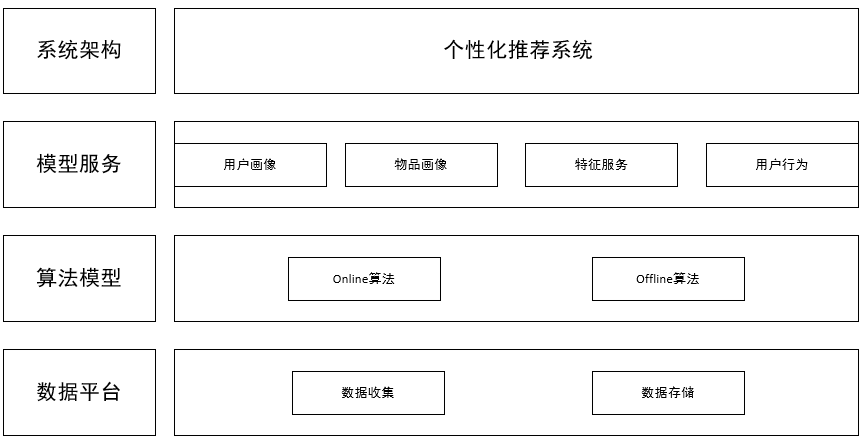 系统架构
个性化推荐系统
模型服务
用户画像
物品画像
特征服务
用户行为
算法模型
Online算法
Offline算法
数据平台
数据收集
数据存储